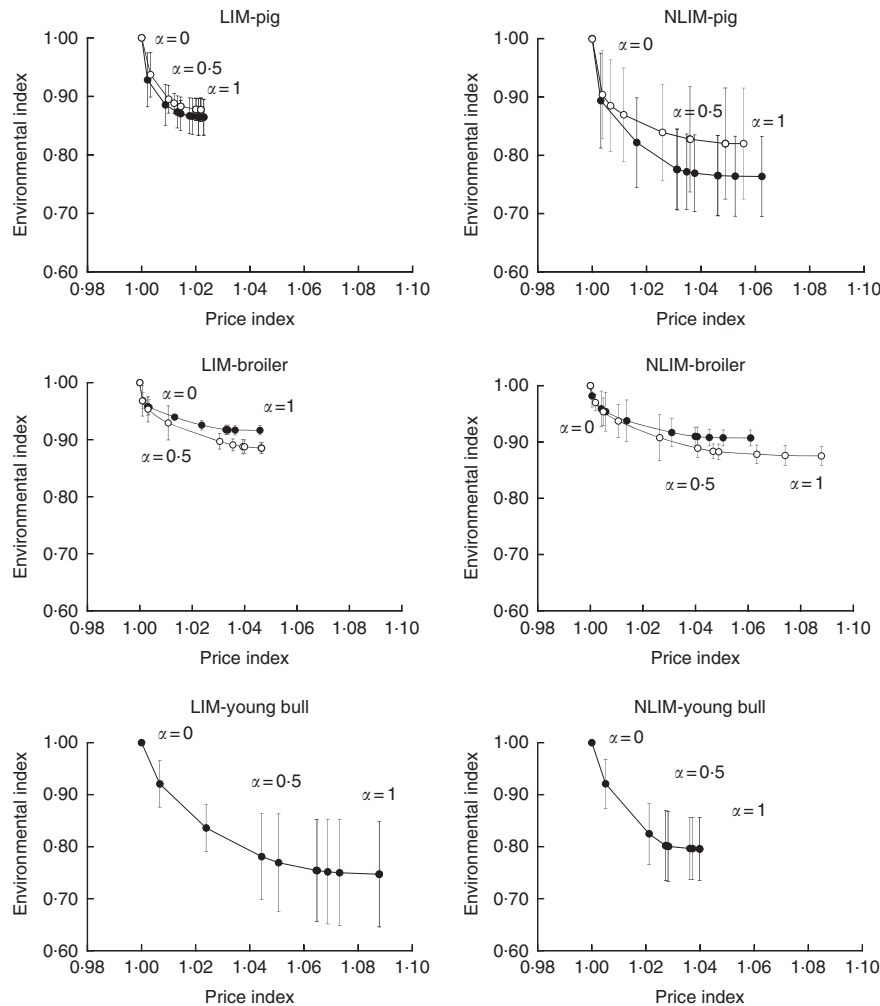 LIM-pig
1·00
0·90
0·80
0·70
0·60
Environmental index
α=0
α=0·5
α=1
0·98 1·00 1·02 1·04 1·06 1·08 1·10
Price index
NLIM-pig
1·00
0·90
0·80
0·70
0·60
Environmental index
α=0
α=0·5
α=1
0·98 1·00 1·02 1·04 1·06 1·08 1·10
Price index
LIM-broiler
1·00
0·90
0·80
0·70
0·60
Environmental index
α=0
α=1
α=0·5
0·98 1·00 1·02 1·04 1·06 1·08 1·10
Price index
NLIM-broiler
1·00
0·90
0·80
0·70
0·60
Environmental index
α=0
α=0·5
α=1
0·98 1·00 1·02 1·04 1·06 1·08 1·10
Price index
LIM-young bull
1·00
0·90
0·80
0·70
0·60
Environmental index
α=0
α=0·5
α=1
0·98 1·00 1·02 1·04 1·06 1·08 1·10
Price index
NLIM-young bull
1·00
0·90
0·80
0·70
0·60
Environmental index
α=0
α=0·5
α=1
0·98 1·00 1·02 1·04 1·06 1·08 1·10
Price index